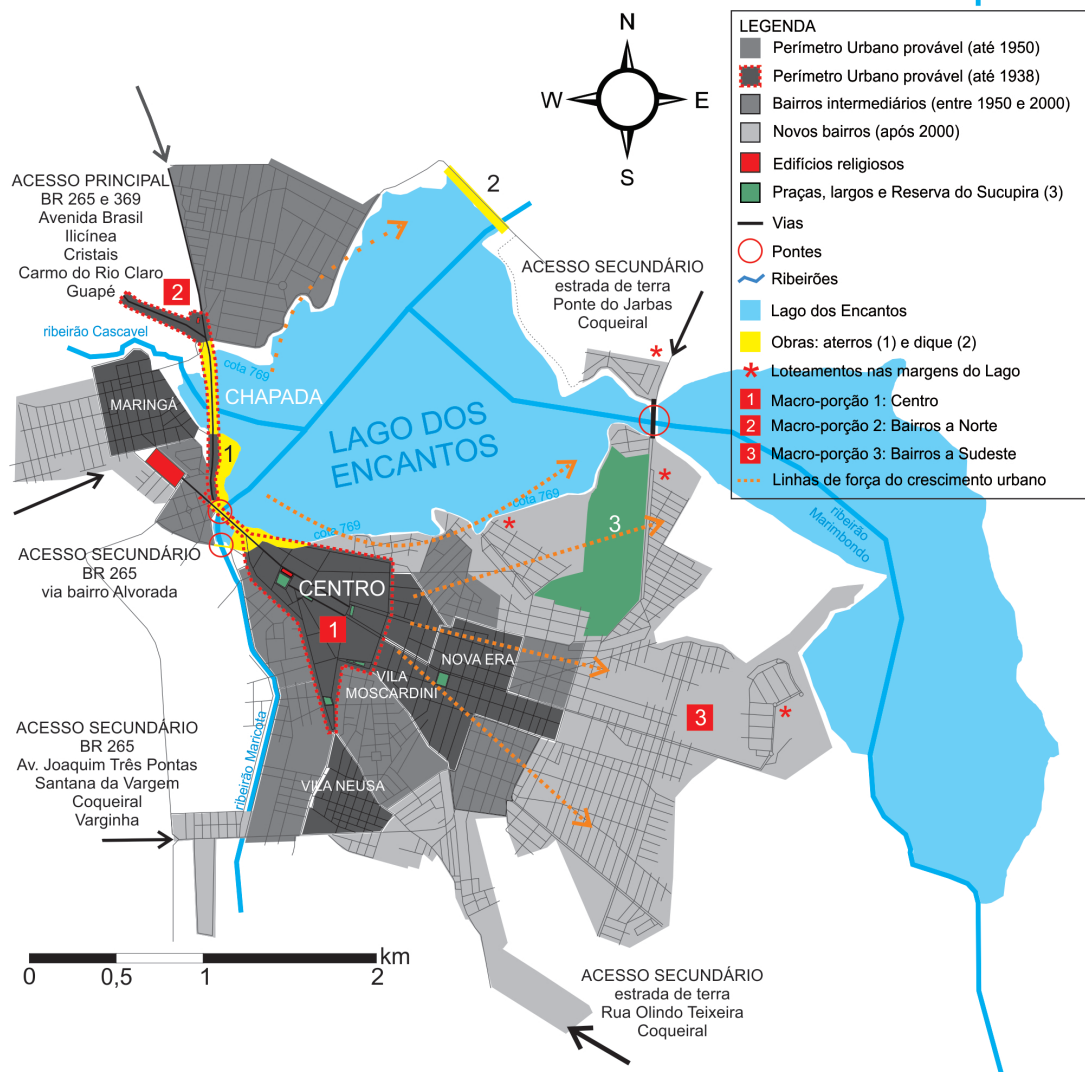 N
W
E
S
LEGENDA
Perímetro Urbano provável (até 1950)
Perímetro Urbano provável (até 1938)
Bairros intermediários (entre 1950 e 2000)
Novos bairros (após 2000)
Edifícios religiosos
Praças, largos e Reserva do Sucupira (3)
Vias
Pontes
Ribeirões
Lago dos Encantos
Obras: aterros (1) e dique (2)
* Loteamentos nas margens do Lago
1 Macro-porção 1: Centro
2 Macro-porção 2: Bairros a Norte
3 Macro-porção 3: Bairros a Sudeste
Linhas de força do crescimento urbano
ACESSO PRINCIPAL
BR 265 e 369
Avenida Brasil
Ilicínea
Cristais
Carmo do Rio Claro
Guapé
2
2
ACESSO SECUNDÁRIO
estrada de terra
Ponte do Jarbas
Coqueiral
*
ribeirão Cascavel
cota 769
CHAPADA
MARINGÁ
1
LAGO DOS
ENCANTOS
cota 769
cota 769
*
*
3
ribeirão
Marimbondo
ACESSO SECUNDÁRIO
BR 265
via bairro Alvorada
CENTRO
1
NOVA ERA
VILA
MOSCARDINI
3
*
ribeirão Maricota
VILA NEUSA
ACESSO SECUNDÁRIO
BR 265
Av. Joaquim Três Pontas
Santana da Vargem
Coqueiral
Varginha
km
0 0,5 1 2
ACESSO SECUNDÁRIO
estrada de terra
Rua Olindo Teixeira
Coqueiral